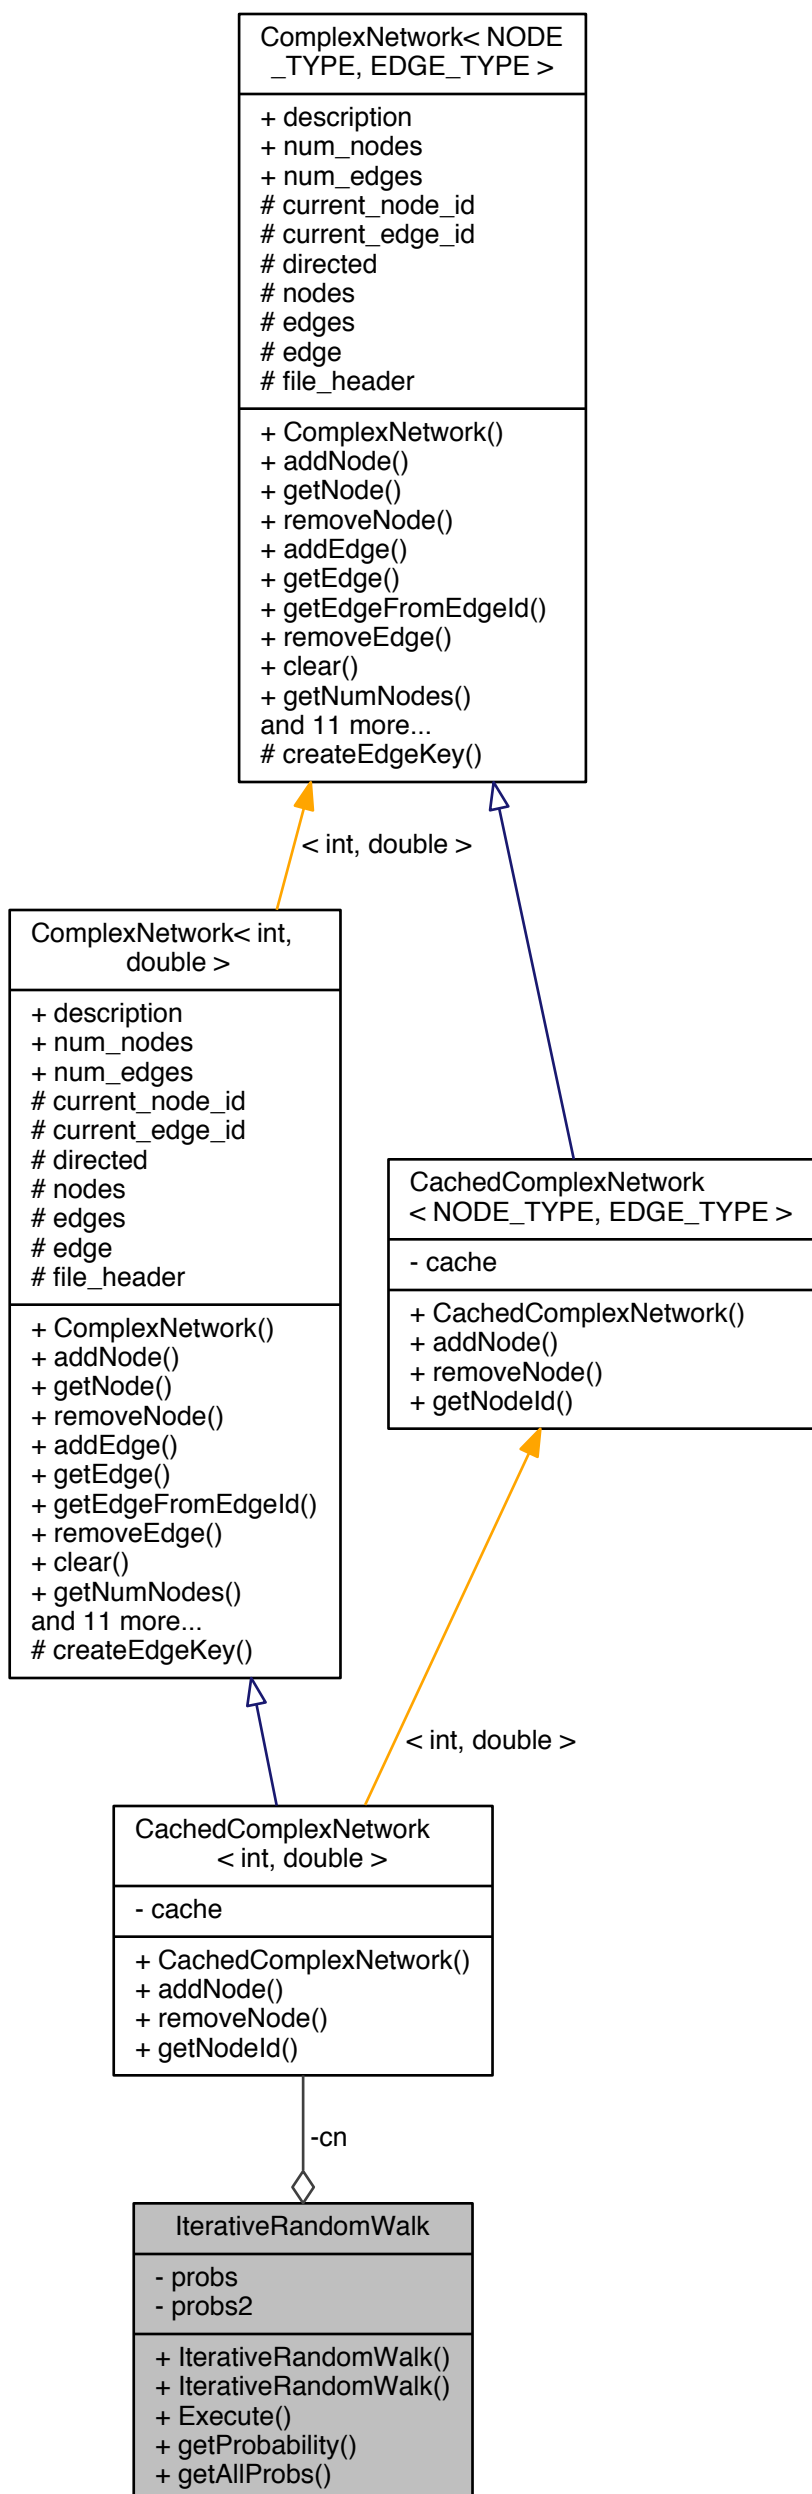 ComplexNetwork< NODE
_TYPE, EDGE_TYPE >
+ description
+ num_nodes
+ num_edges
# current_node_id
# current_edge_id
# directed
# nodes
# edges
# edge
# file_header
+ ComplexNetwork()
+ addNode()
+ getNode()
+ removeNode()
+ addEdge()
+ getEdge()
+ getEdgeFromEdgeId()
+ removeEdge()
+ clear()
+ getNumNodes()
and 11 more...
# createEdgeKey()
< int, double >
ComplexNetwork< int,
double >
+ description
+ num_nodes
+ num_edges
# current_node_id
# current_edge_id
# directed
# nodes
# edges
# edge
# file_header
+ ComplexNetwork()
+ addNode()
+ getNode()
+ removeNode()
+ addEdge()
+ getEdge()
+ getEdgeFromEdgeId()
+ removeEdge()
+ clear()
+ getNumNodes()
and 11 more...
# createEdgeKey()
CachedComplexNetwork
< NODE_TYPE, EDGE_TYPE >
- cache
+ CachedComplexNetwork()
+ addNode()
+ removeNode()
+ getNodeId()
< int, double >
CachedComplexNetwork
< int, double >
- cache
+ CachedComplexNetwork()
+ addNode()
+ removeNode()
+ getNodeId()
-cn
IterativeRandomWalk
- probs
- probs2
+ IterativeRandomWalk()
+ IterativeRandomWalk()
+ Execute()
+ getProbability()
+ getAllProbs()